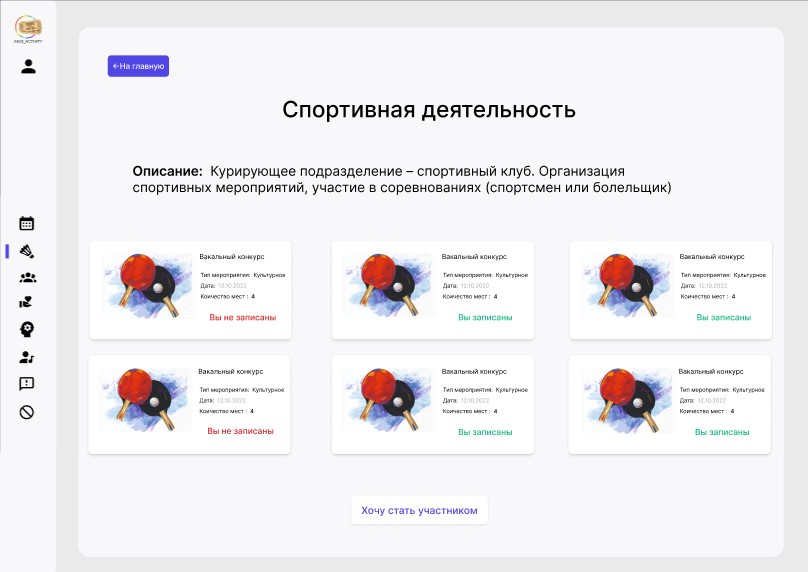 ←На главную
Спортивная деятельность
Описание: Курирующее подразделение – спортивный клуб. Организация
спортивных мероприятий, участие в соревнованиях (спортсмен или болельщик)
Вакальный конкурс
Тип мероприятия: Культурное
Дата: 12.10.2022
Коичество мест : 4
Вы не записаны
Вакальный конкурс
Тип мероприятия: Культурное
Дата: 12.10.2022
Коичество мест : 4
Вы записаны
Вакальный конкурс
Тип мероприятия: Культурное
Дата: 12.10.2022
Коичество мест : 4
Вы записаны
Вакальный конкурс
Тип мероприятия: Культурное
Дата: 12.10.2022
Коичество мест : 4
Вы не записаны
Вакальный конкурс
Тип мероприятия: Культурное
Дата: 12.10.2022
Коичество мест : 4
Вы записаны
Вакальный конкурс
Тип мероприятия: Культурное
Дата: 12.10.2022
Коичество мест : 4
Вы записаны
Хочу стать участником